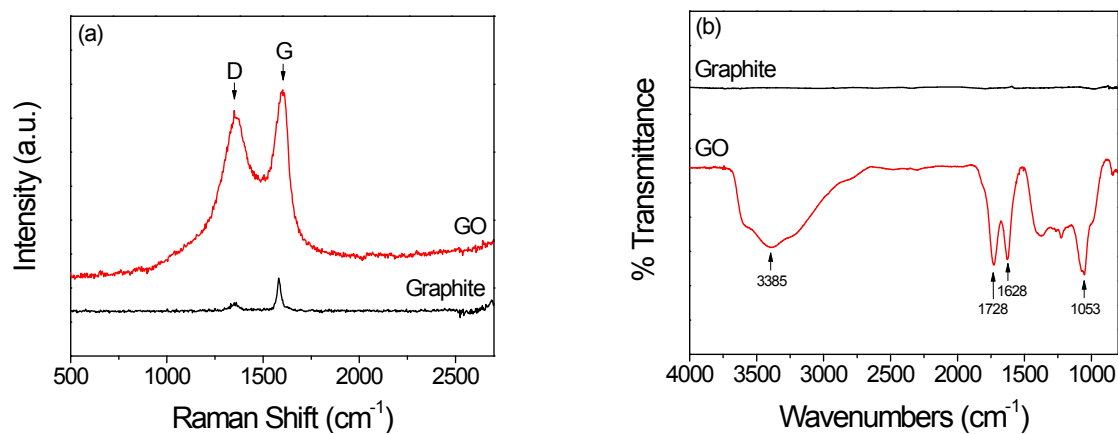 (a)
D
G
GO
Graphite
Intensity (a.u.)
500 1000 1500 2000 2500
Raman Shift (cm-1)
(b)
Graphite
GO
% Transmittance
3385
1728
1628
1053
4000 3500 3000 2500 2000 1500 1000
Wavenumbers (cm-1)